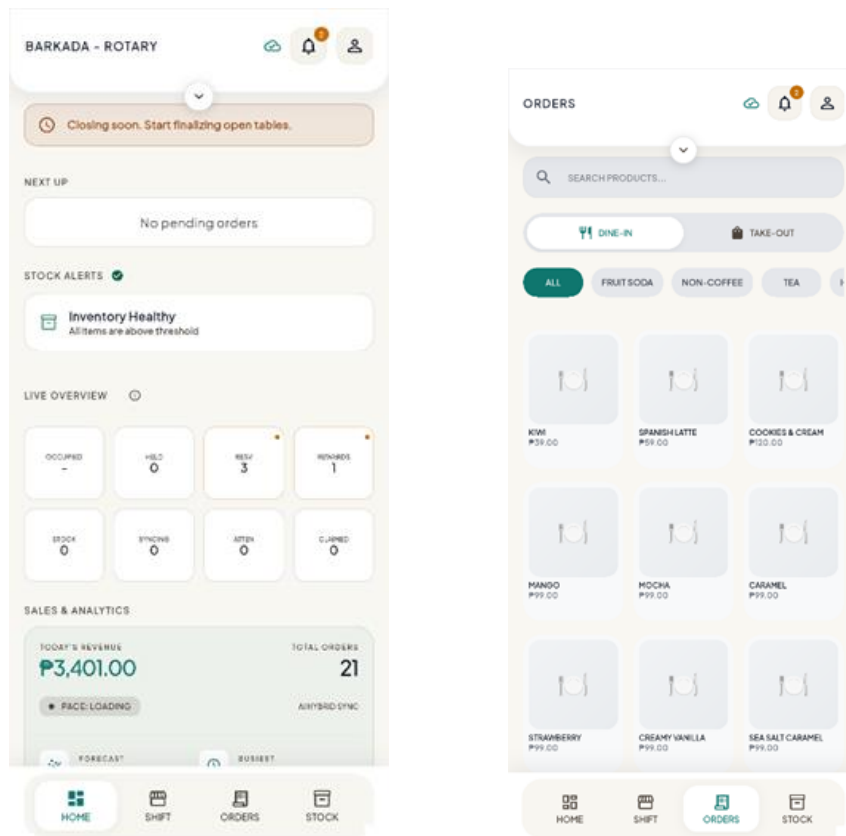 BARKADA - ROTARY
2
Closing soon. Start finalizing open tables.
NEXT UP
No pending orders
STOCK ALERTS
Inventory Healthy
All items are above threshold
LIVE OVERVIEW
OCCUPIED
-
HELD
0
RESV
3
REWARDS
1
STOCK
0
SYNCING
0
ATTEN
0
CLAIMED
0
SALES & ANALYTICS
TODAY'S REVENUE
₱3,401.00
TOTAL ORDERS
21
PACE: LOADING
AI HYBRID SYNC
FORECAST
BUSIEST
HOME
SHIFT
ORDERS
STOCK
ORDERS
2
SEARCH PRODUCTS...
DINE-IN
TAKE-OUT
ALL
FRUIT SODA
NON-COFFEE
TEA
KIWI
₱39.00
SPANISH LATTE
₱59.00
COOKIES & CREAM
₱120.00
MANGO
₱99.00
MOCHA
₱99.00
CARAMEL
₱99.00
STRAWBERRY
₱99.00
CREAMY VANILLA
₱99.00
SEA SALT CARAMEL
₱99.00
HOME
SHIFT
ORDERS
STOCK